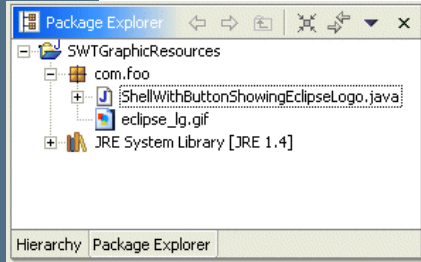 Package Explorer
SWTGraphicResources
com.foo
ShellWithButtonShowingEclipseLogo.java
eclipse_lg.gif
JRE System Library [JRE 1.4]
Hierarchy Package Explorer